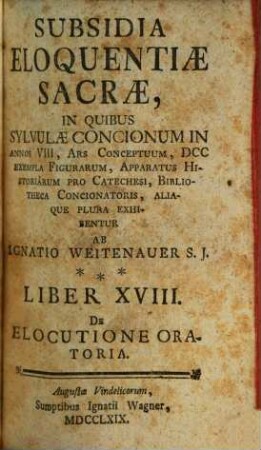 SUBSIDIA
ELOQUENTIÆ
SACRÆ,
IN QUIBUS
SYLVULÆ CONCIONUM IN
ANNOS VIII, ARS CONCEPTUUM, DCC
EXEMPLA FIGURARUM, APPARATUS HI-
STORIARUM PRO CATECHESI, BIBLIO-
THECA CONCIONATORIS, ALIA-
QUE PLURA EXHI-
BENTUR
AB
IGNATIO WEITENAUER S. J.
* * *
LIBER XVIII.
DE
ELOCUTIONE ORA-
TORIA.
Augustæ Vindelicorum,
Sumptibus Ignatii Wagner,
MDCCLXIX.